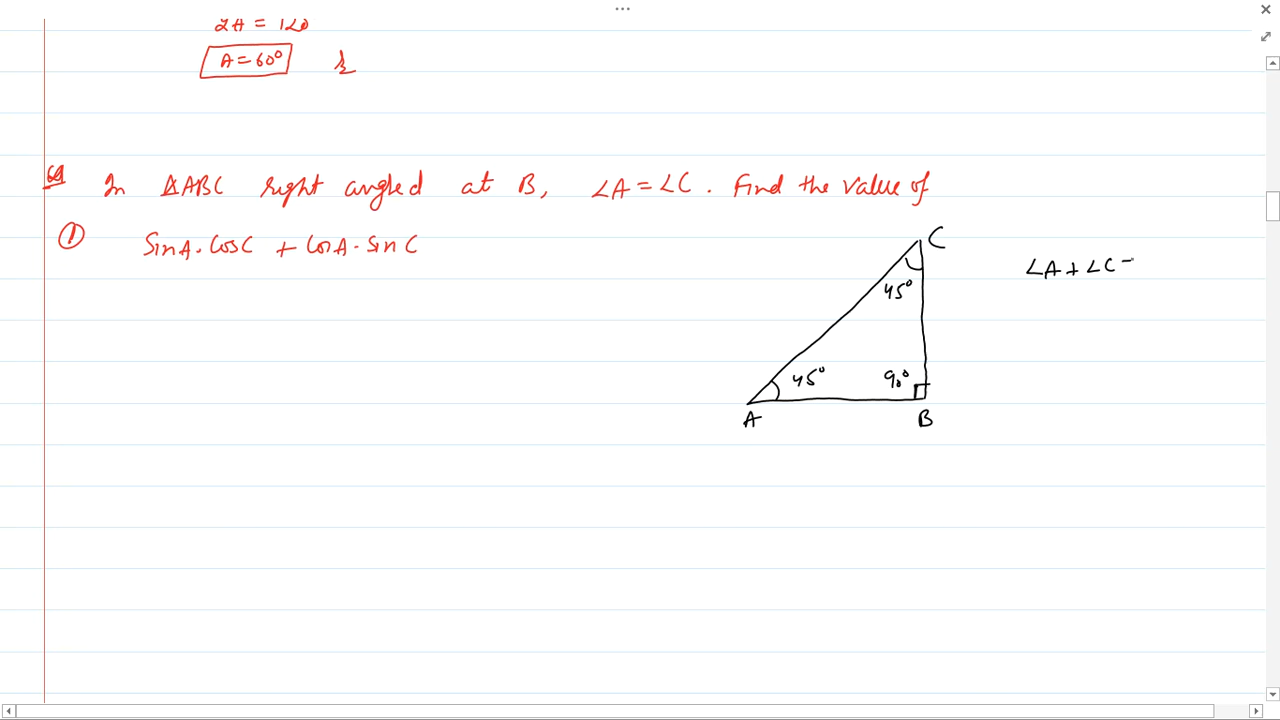 2A = 120
A = 60°
In ΔABC right angled at B, ∠A = ∠C. Find the value of
① SinA. CosC + CosA. SinC
C
∠A + ∠C =
45°
45° 90°
A B